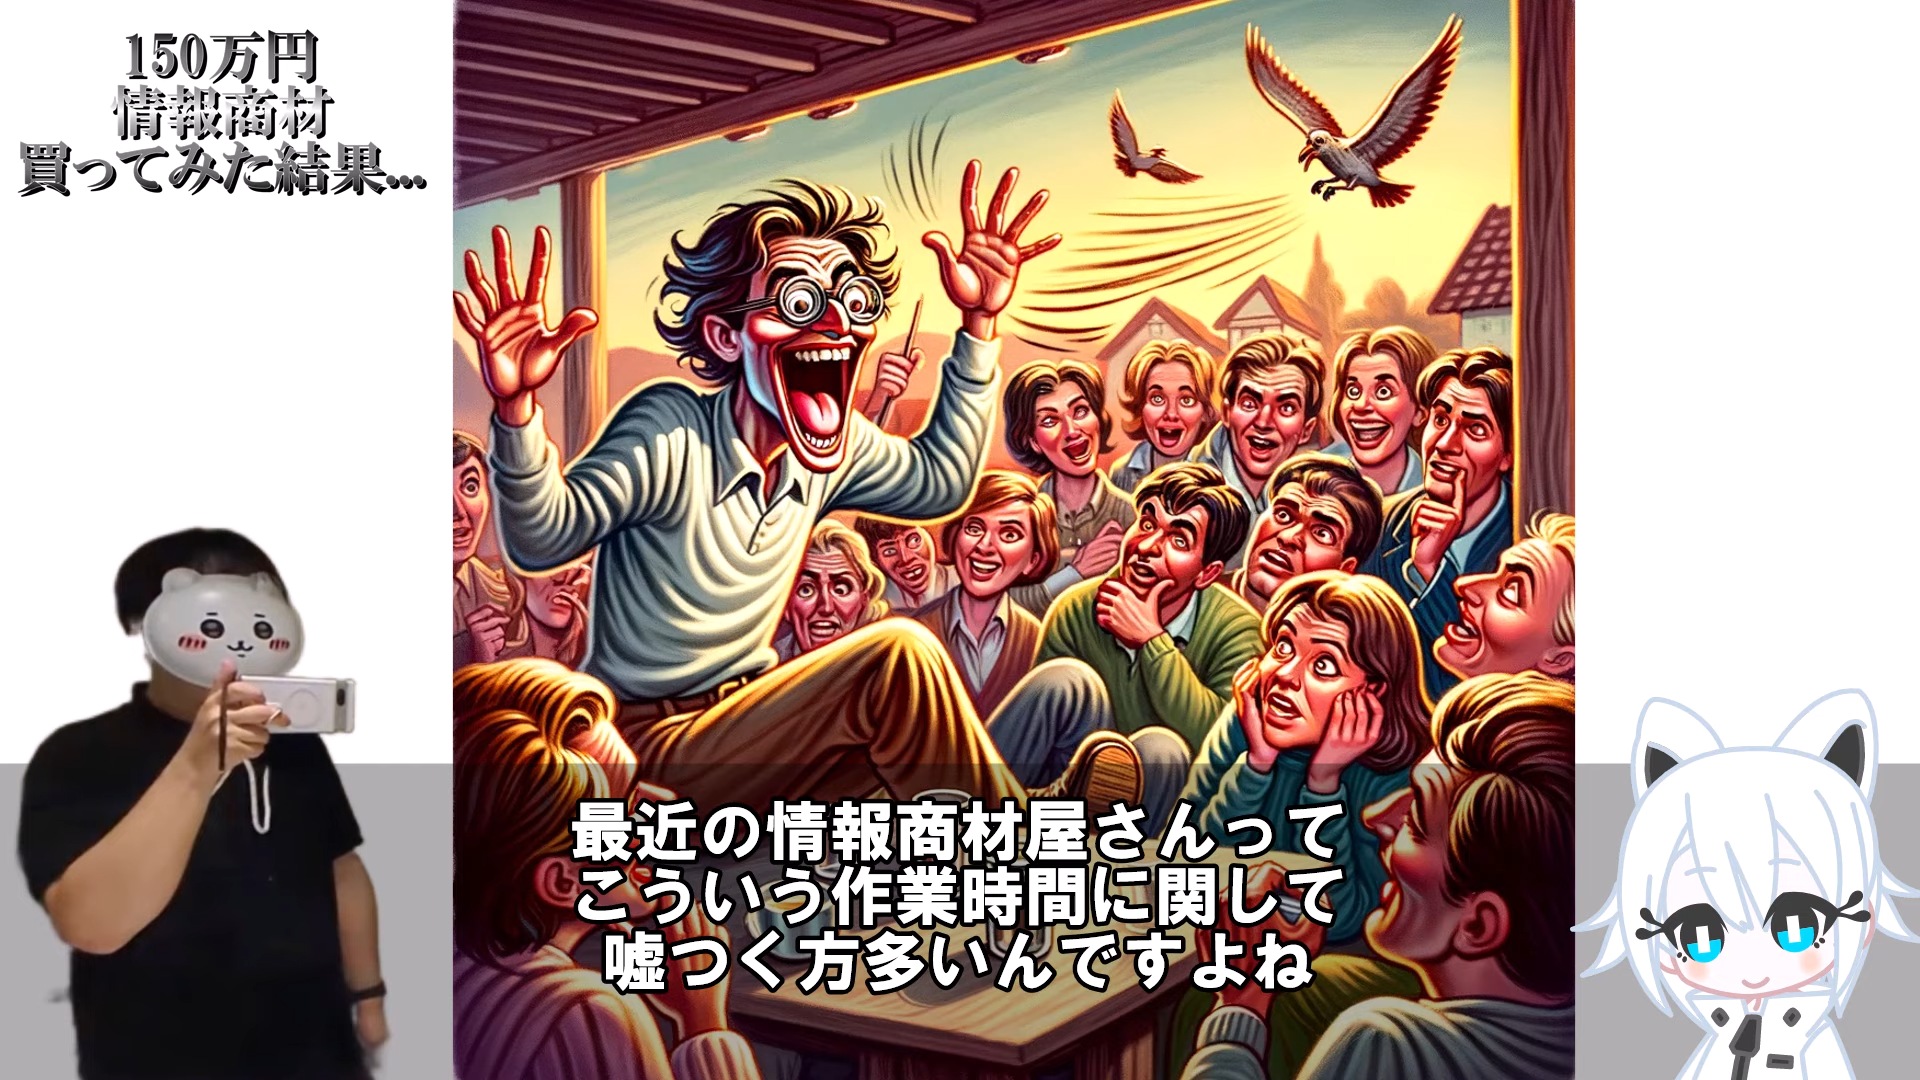 150万円
情報商材
買ってみた結果...
最近の情報商材屋さんって
こういう作業時間に関して
嘘つく方多いんですよね